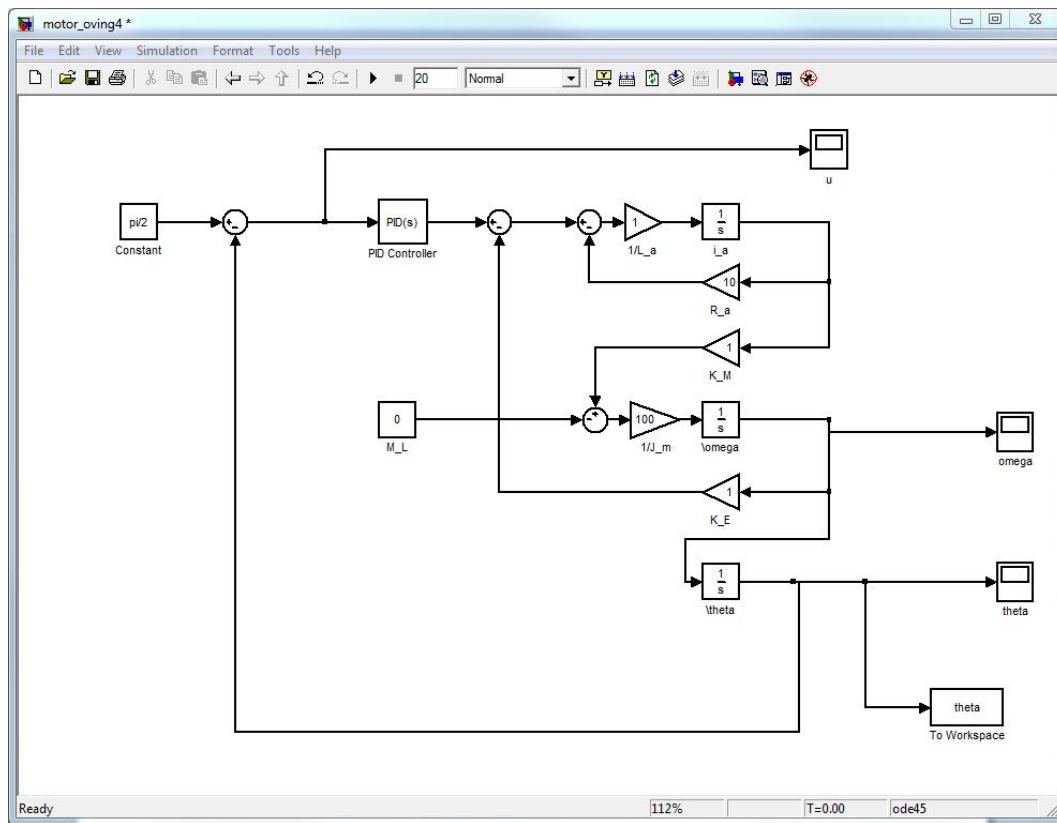 motor_oving4 *
File Edit View Simulation Format Tools Help
20 Normal
u
pi/2
Constant
PID(s)
PID Controller
1
1/L_a
1
s
i_a
10
R_a
1
K_M
0
M_L
100
1/J_m
1
s
\omega
omega
1
K_E
1
s
\theta
theta
theta
To Workspace
Ready 112% T=0.00 ode45